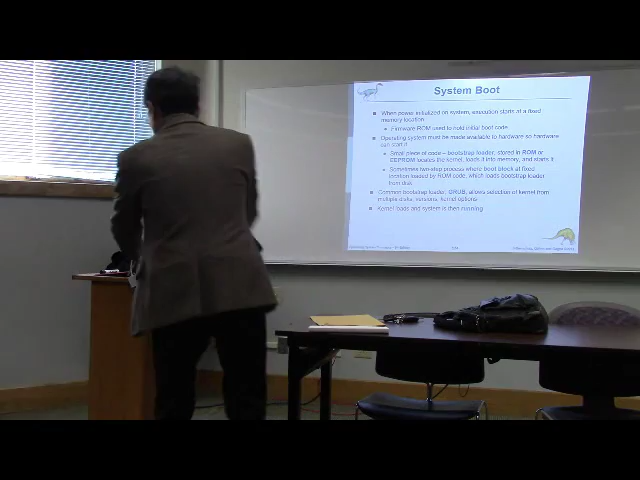 System Boot
When power initialized on system, execution starts at a fixed
memory location
Firmware ROM used to hold initial boot code
Operating system must be made available to hardware so hardware
can start it
Small piece of code – bootstrap loader, stored in ROM or
EEPROM locates the kernel, loads it into memory, and starts it
Sometimes two-step process where boot block at fixed
location loaded by ROM code, which loads bootstrap loader
from disk
Common bootstrap loader, GRUB, allows selection of kernel from
multiple disks, versions, kernel options
Kernel loads and system is then running